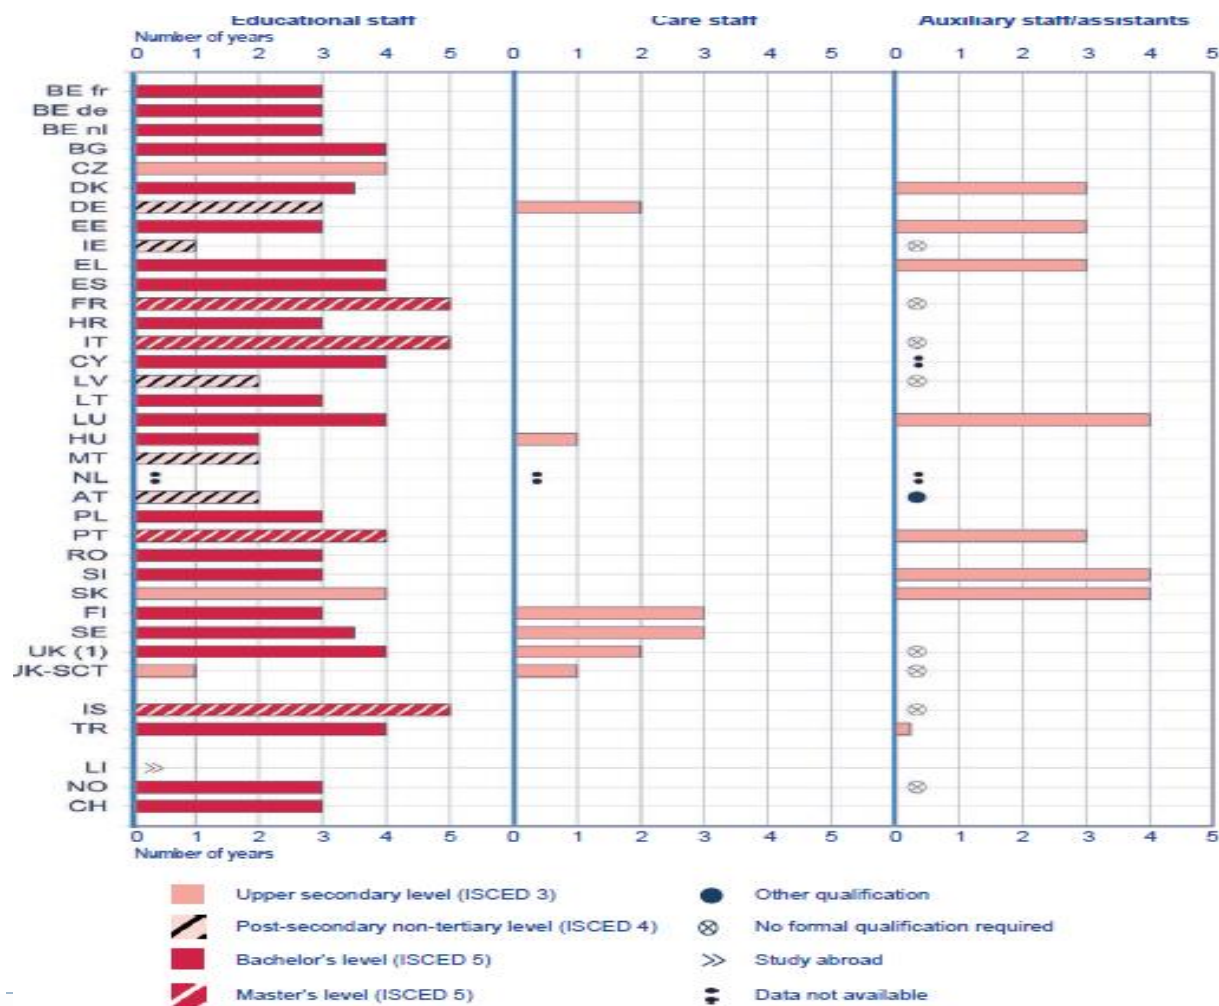 Educational staff Care staff Auxiliary staff/assistants
Number of years
0 1 2 3 4 5 0 1 2 3 4 5 0 1 2 3 4 5
BE fr
BE de
BE nl
BG
CZ
DK
DE
EE
IE
EL
ES
FR
HR
IT
CY
LV
LT
LU
HU
MT
NL
AT
PL
PT
RO
SI
SK
FI
SE
UK (1)
UK-SCT
IS
TR
LI
NO
CH
0 1 2 3 4 5 0 1 2 3 4 5 0 1 2 3 4 5
Number of years
Upper secondary level (ISCED 3) Other qualification
Post-secondary non-tertiary level (ISCED 4) No formal qualification required
Bachelor's level (ISCED 5) Study abroad
Master's level (ISCED 5) Data not available